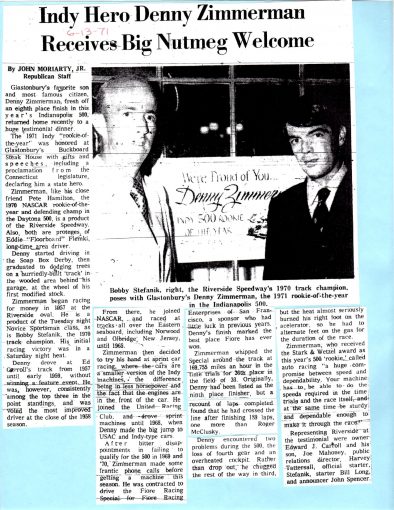 Indy Hero Denny Zimmerman
Receives Big Nutmeg Welcome
6-13-71
By JOHN MORIARTY, JR.
Republican Staff
Glastonbury's favorite son
and most famous citizen,
Denny Zimmerman, fresh off
an eighth place finish in this
year's Indianapolis 500,
returned home recently to a
huge testimonial dinner.
The 1971 Indy "rookie-of-
the-year" was honored at
Glastonbury's Buckboard
Steak House with gifts and
speeches, including a
proclamation from the
Connecticut legislature,
declaring him a state hero.
Zimmerman, like his close
friend Pete Hamilton, the
1970 NASCAR rookie-of-the-year
and defending champ in
the Daytona 500, is a product
of the Riverside Speedway.
Also, both are proteges of
Eddie "Floorboard" Flemki,
long-time area driver.
Denny started driving in
the Soap Box Derby, then
graduated to dodging trees
on a hurriedly-built 'track' in
the wooded area behind his
garage, at the wheel of his
first modified stock.
Zimmerman began racing
for money in 1957 at the
Riverside oval. He is a
product of the Tuesday night
Novice Sportsman class, as
is Bobby Stefanik, the 1970
track champion. His initial
racing victory was in a
Saturday night heat.
Denny drove at Ed
Carroll's track from 1957
until early 1959, without
winning a feature event. He
was, however, consistently
among the top three in the
point standings, and was
voted the most improved
driver at the close of the 1958
season.
We're Proud of You...
Denny Zimmerman
INDY 500 ROOKIE
OF THE YEAR
Bobby Stefanik, right, the Riverside Speedway's 1970 track champion,
poses with Glastonbury's Denny Zimmerman, the 1971 rookie-of-the-year
in the Indianapolis 500.
From there, he joined
NASCAR, and raced at
tracks all over the Eastern
seaboard, including Norwood
and Oldbridge, New Jersey,
until 1965.
Zimmerman then decided
to try his hand at sprint car
racing, where the cars are
a smaller version of the Indy
machines, the difference
being in less horsepower and
the fact that the engines are
in the front of the car. He
joined the United Racing
Club and drove sprint
machines until 1968, when
Denny made the big jump to
USAC and Indy-type cars.
After bitter disap-
pointments in failing to
qualify for the 500 in 1969 and
'70, Zimmerman made some
frantic phone calls before
getting a machine this
season. He was contracted to
drive the Fiore Racing
Special for Fiore Racing
Enterprises of San Fran-
cisco, a sponsor who had
little luck in previous years.
Denny's finish marked the
best place Fiore has ever
won.
Zimmerman whipped the
Special around the track at
169.755 miles an hour in the
time trials for 28th place in
the field of 30. Originally,
Denny had been listed as the
ninth place finisher, but a
recount of laps completed
found that he had crossed the
line after finishing 189 laps,
one more than Roger
McClusky.
Denny encountered two
problems during the 500, the
loss of fourth gear and an
overheated cockpit. Rather
than drop out, he chugged
the rest of the way in third,
but the heat almost seriously
burned his right foot on the
accelerator, so he had to
alternate feet on the gas for
the duration of the race.
Zimmerman, who received
the Stark & Wetzel award as
this year's 500 'rookie,' called
auto racing "a huge com-
promise between speed and
dependability. Your machine
has to be able to do the
speeds required in the time
trials and the race itself, and
at the same time be sturdy
and dependable enough to
make it through the race."
Representing Riverside at
the testimonial were owner
Edward J. Carroll and his
son, Joe Mahoney, public
relations director, Harvey
Tattersall, official starter,
Stefanik, starter Bill Long,
and announcer John Spencer